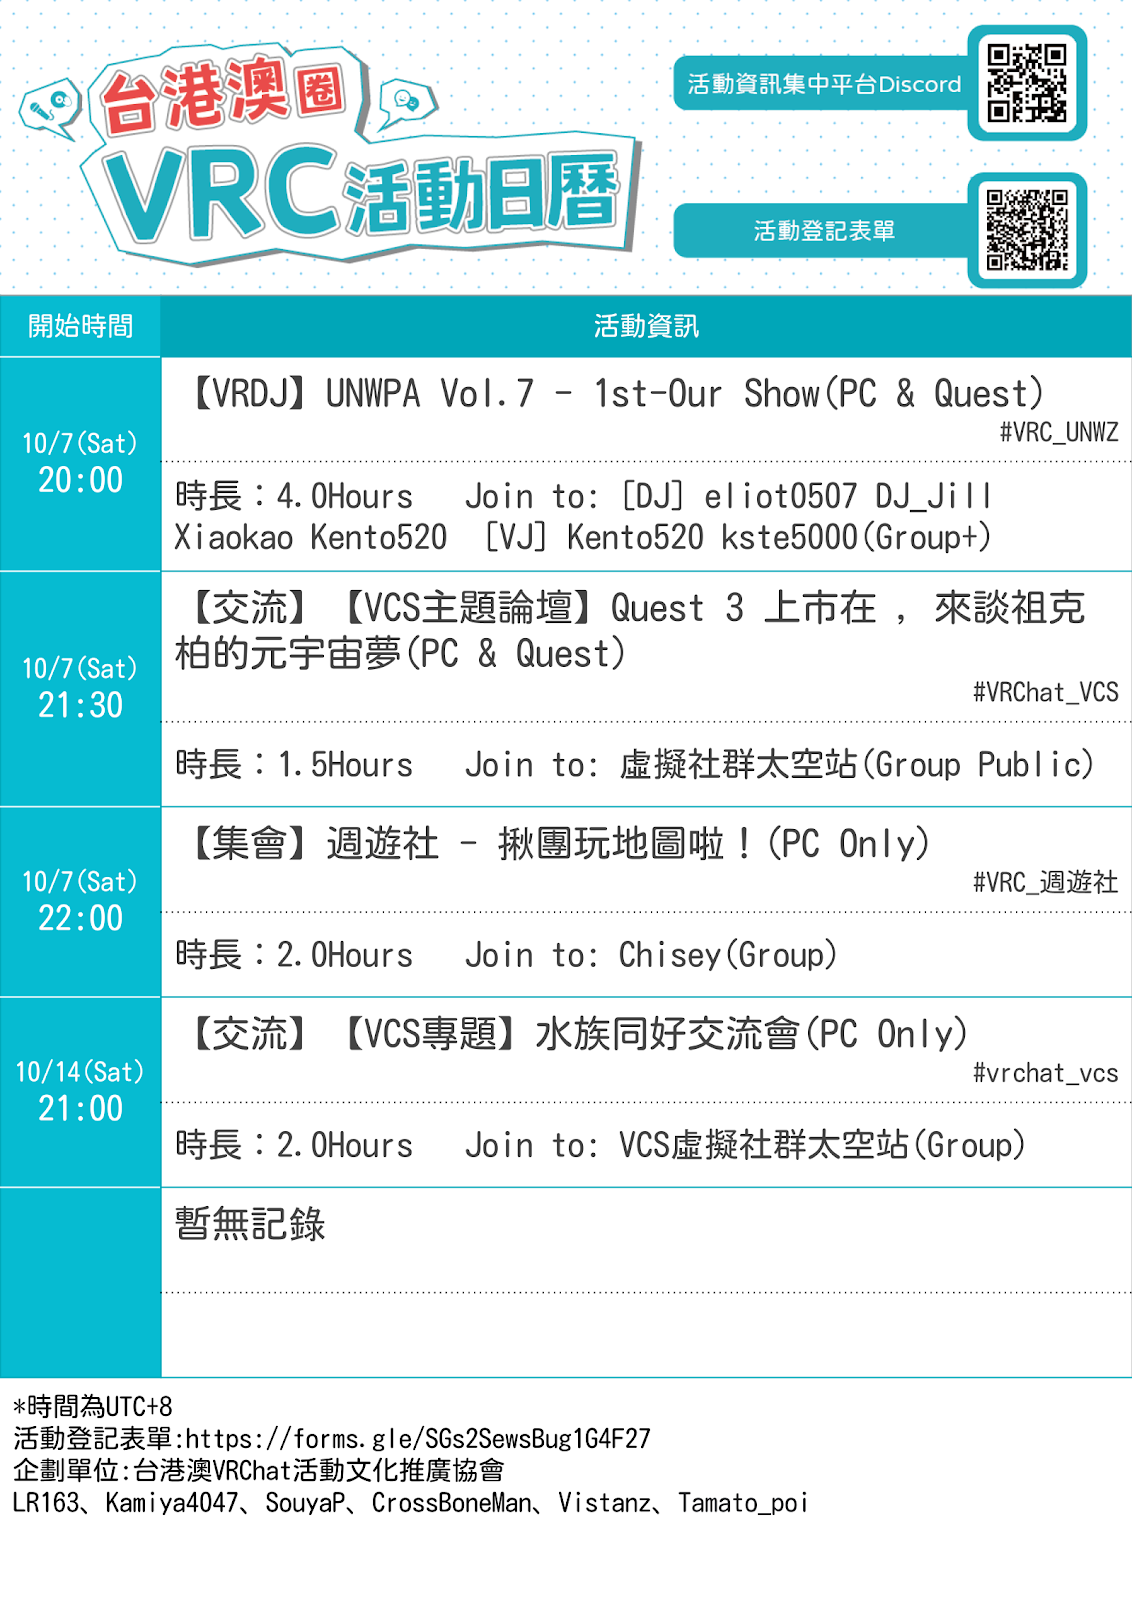 台港澳圈
VRC活動日曆
活動資訊集中平台Discord
活動登記表單
開始時間
活動資訊
10/7(Sat)
20:00
【VRDJ】UNWPA Vol.7 - 1st-Our Show(PC & Quest)
#VRC_UNWZ
時長：4.0Hours Join to: [DJ] eliot0507 DJ_Jill
Xiaokao Kento520 [VJ] Kento520 kste5000(Group+)
10/7(Sat)
21:30
【交流】【VCS主題論壇】Quest 3 上市在 , 來談祖克
柏的元宇宙夢(PC & Quest)
#VRChat_VCS
時長：1.5Hours Join to: 虛擬社群太空站(Group Public)
10/7(Sat)
22:00
【集會】週遊社 - 揪團玩地圖啦！(PC Only)
#VRC_週遊社
時長：2.0Hours Join to: Chisey(Group)
10/14(Sat)
21:00
【交流】【VCS專題】水族同好交流會(PC Only)
#vrchat_vcs
時長：2.0Hours Join to: VCS虛擬社群太空站(Group)
暫無記錄
*時間為UTC+8
活動登記表單:https://forms.gle/SGs2SewsBug1G4F27
企劃單位:台港澳VRChat活動文化推廣協會
LR163、Kamiya4047、SouyaP、CrossBoneMan、Vistanz、Tamato_poi